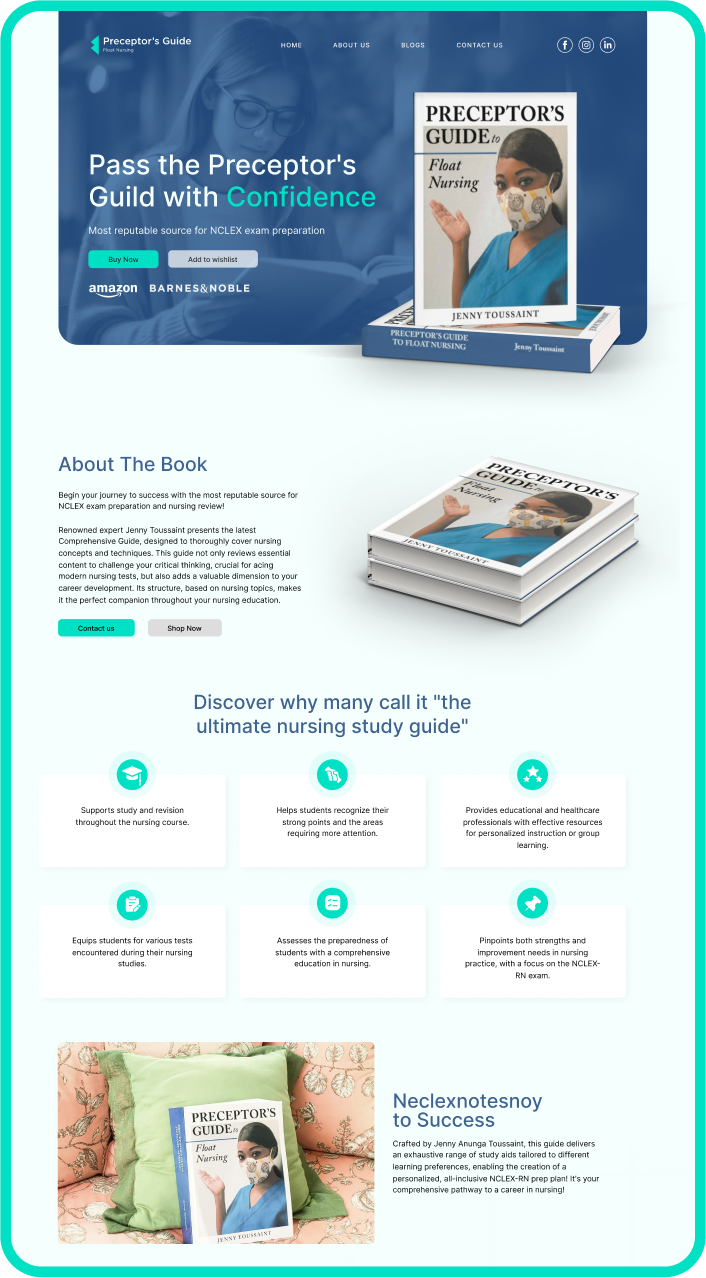 Preceptor's Guide
Float Nursing
HOME
ABOUT US
BLOGS
CONTACT US
PRECEPTOR'S
GUIDE to
Float
Nursing
JENNY TOUSSAINT
PRECEPTOR'S GUIDE
TO FLOAT NURSING
Jenny Toussaint
Pass the Preceptor's
Guild with Confidence
Most reputable source for NCLEX exam preparation
Buy Now
Add to wishlist
amazon
BARNES&NOBLE
About The Book
Begin your journey to success with the most reputable source for
NCLEX exam preparation and nursing review!
Renowned expert Jenny Toussaint presents the latest
Comprehensive Guide, designed to thoroughly cover nursing
concepts and techniques. This guide not only reviews essential
content to challenge your critical thinking, crucial for acing
modern nursing tests, but also adds a valuable dimension to your
career development. Its structure, based on nursing topics, makes
it the perfect companion throughout your nursing education.
Contact us
Shop Now
PRECEPTOR'S
GUIDE to
Float
Nursing
JENNY TOUSSAINT
Discover why many call it "the
ultimate nursing study guide"
Supports study and revision
throughout the nursing course.
Helps students recognize their
strong points and the areas
requiring more attention.
Provides educational and healthcare
professionals with effective resources
for personalized instruction or group
learning.
Equips students for various tests
encountered during their nursing
studies.
Assesses the preparedness of
students with a comprehensive
education in nursing.
Pinpoints both strengths and
improvement needs in nursing
practice, with a focus on the NCLEX-
RN exam.
PRECEPTOR'S
GUIDE to
Float
Nursing
JENNY TOUSSAINT
Neclexnotesnoy
to Success
Crafted by Jenny Anunga Toussaint, this guide delivers
an exhaustive range of study aids tailored to different
learning preferences, enabling the creation of a
personalized, all-inclusive NCLEX-RN prep plan! It's your
comprehensive pathway to a career in nursing!